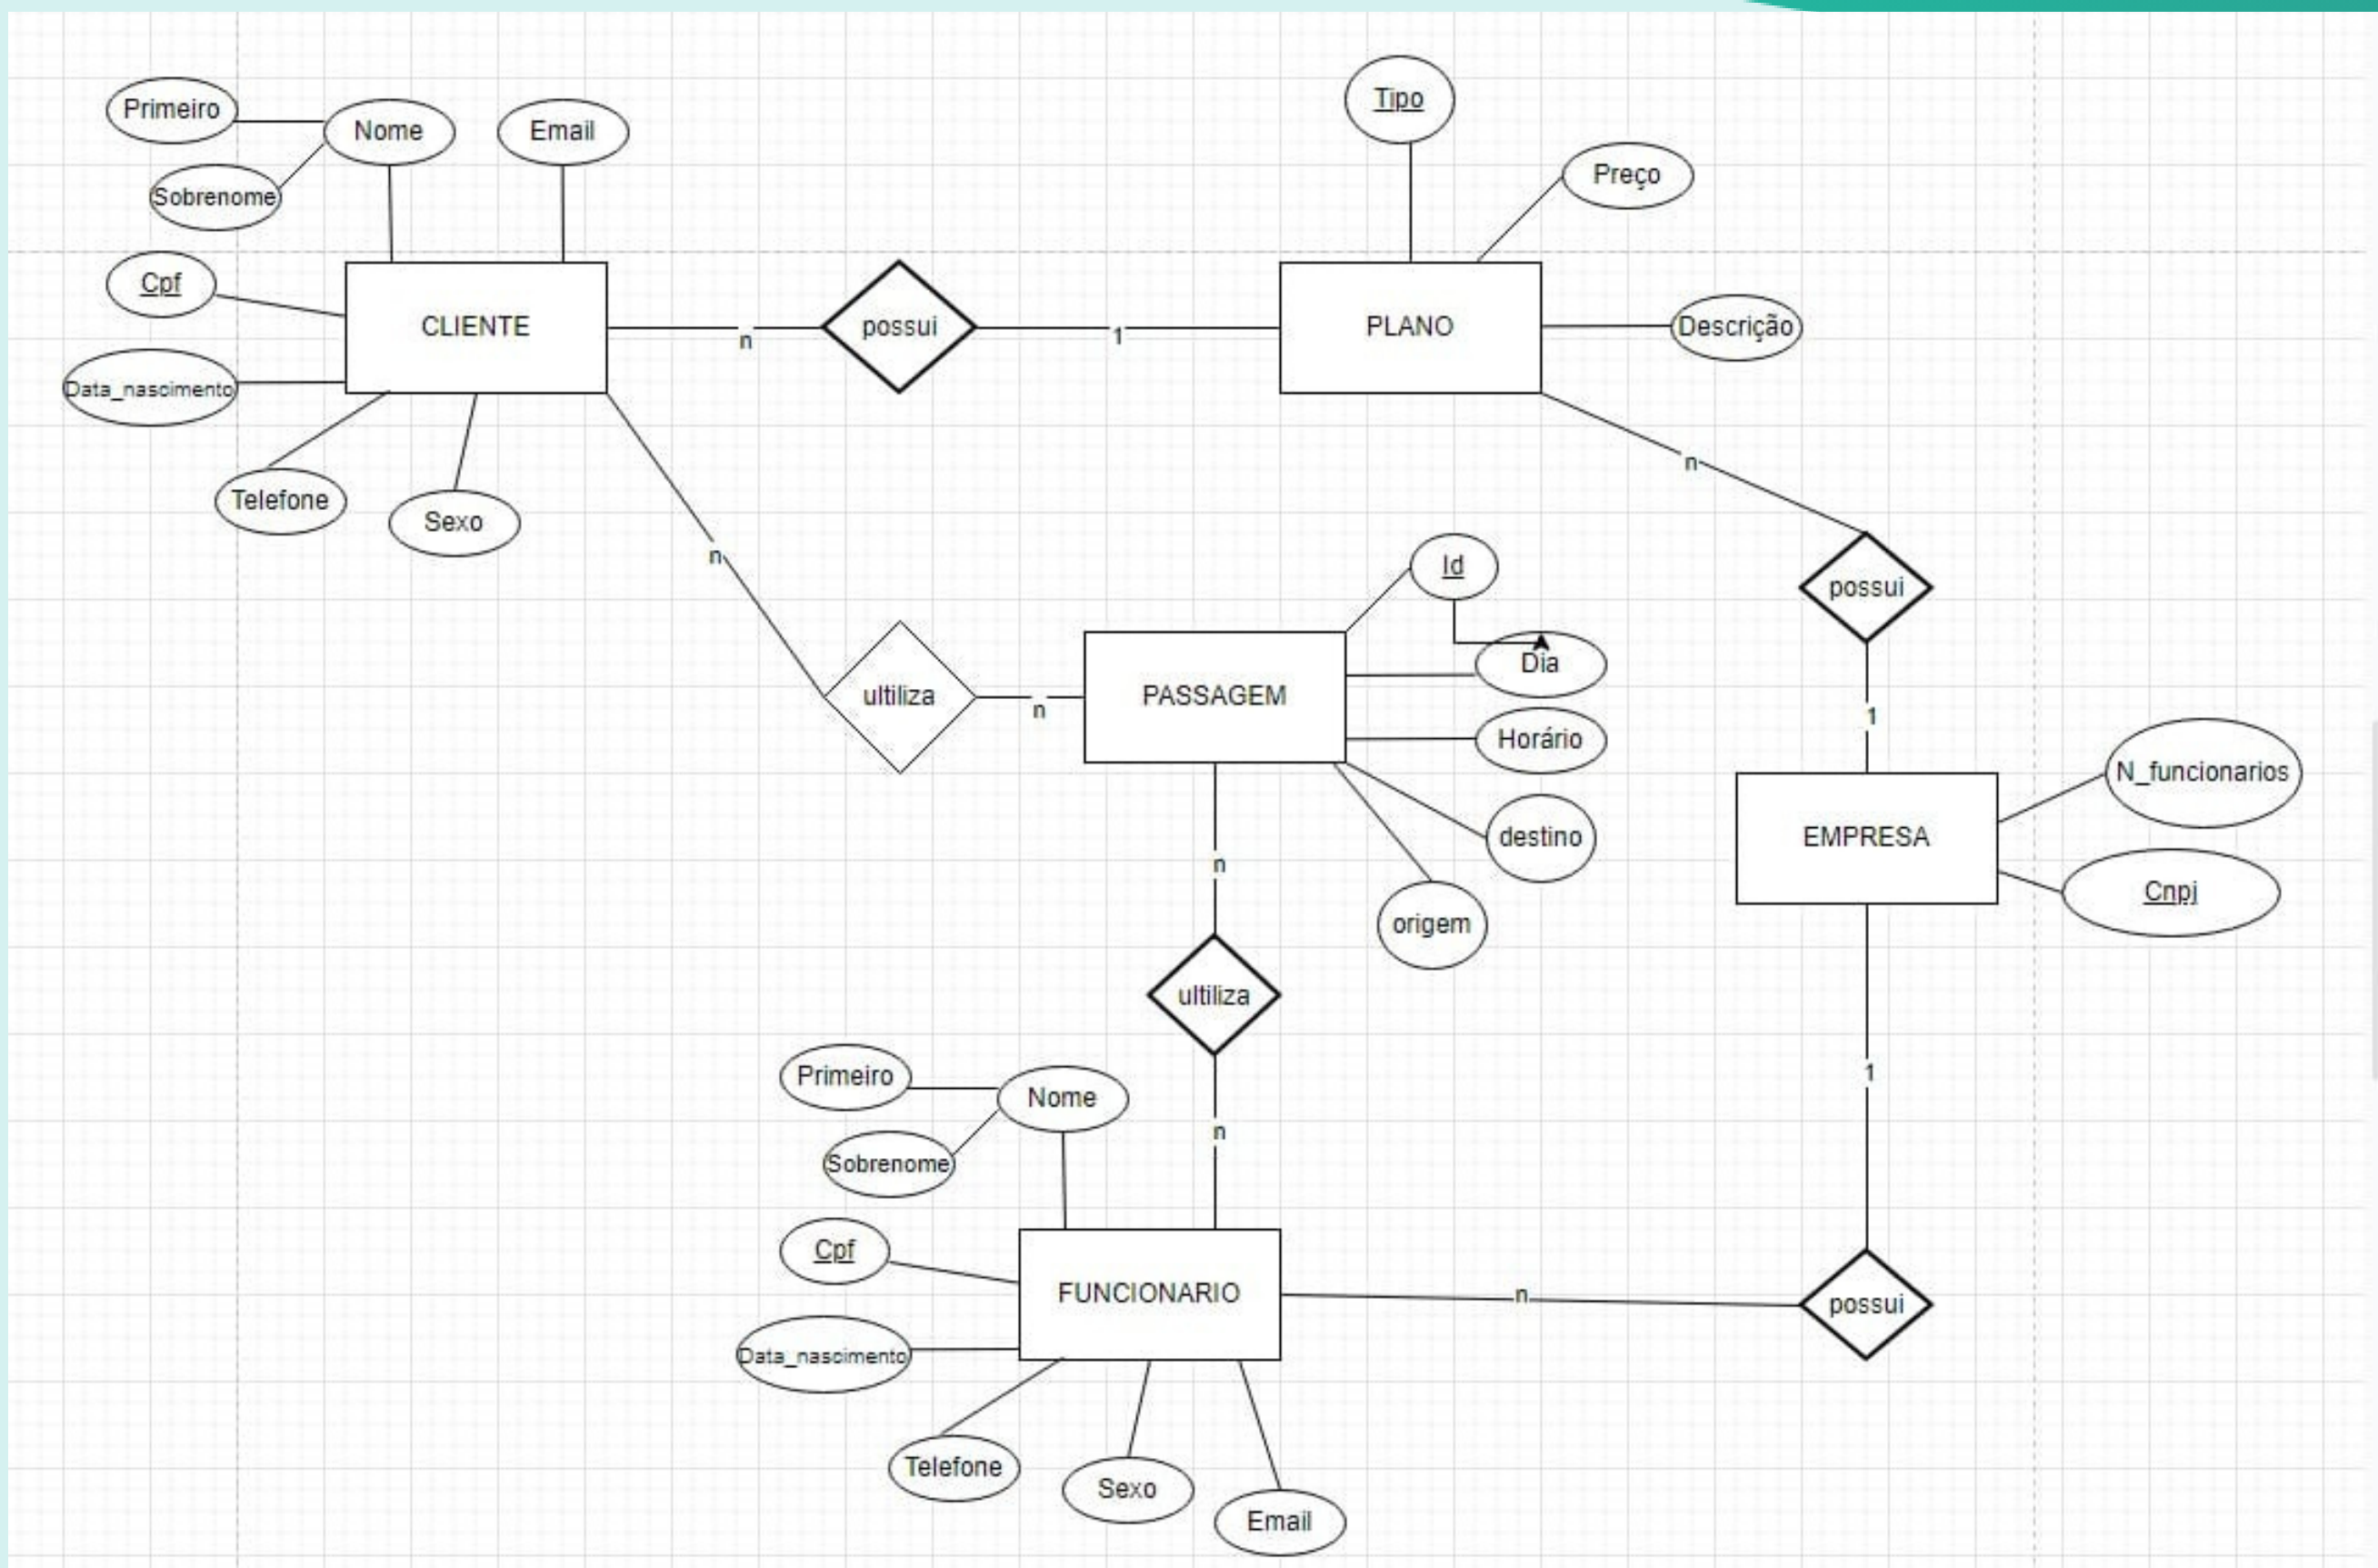 Tipo
Primeiro
Nome
Email
Preço
Sobrenome
Cpf
CLIENTE
n
possui
1
PLANO
Descrição
Data_nascimento
Telefone
Sexo
n
n
Id
possui
Dia
ultiliza
n
PASSAGEM
1
Horário
N_funcionarios
destino
EMPRESA
n
Cnpj
origem
ultiliza
1
Primeiro
Nome
n
Sobrenome
Cpf
FUNCIONARIO
n
possui
Data_nascimento
Telefone
Sexo
Email